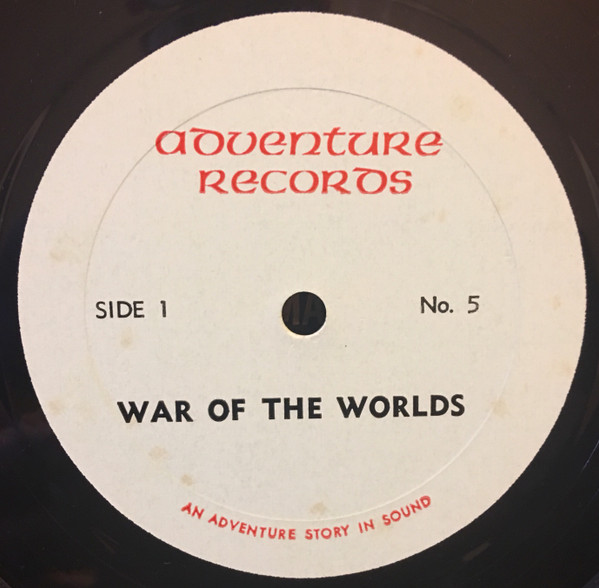 ADVENTURE
RECORDS
SIDE 1 No. 5
WAR OF THE WORLDS
AN ADVENTURE STORY IN SOUND